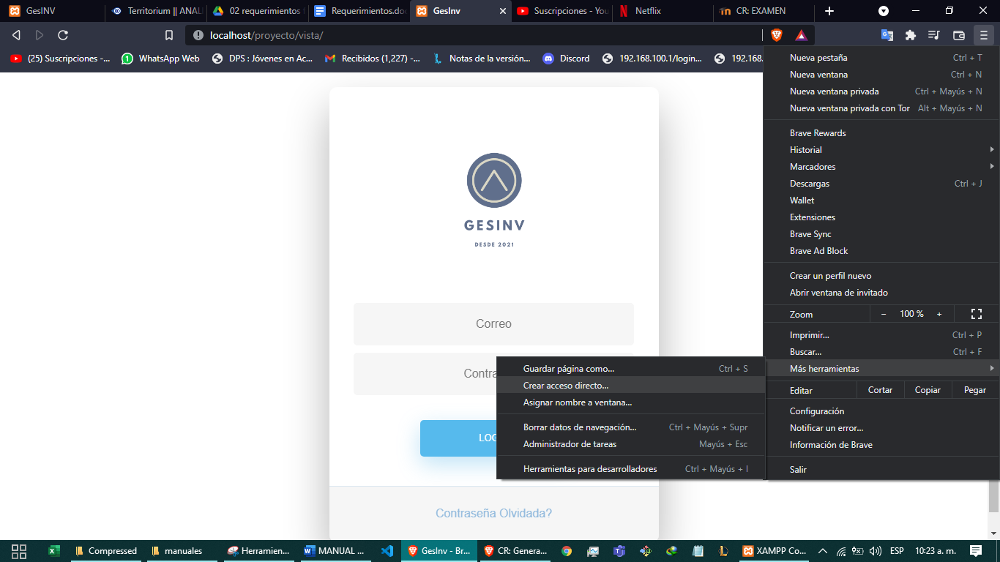 GesINV
Territorium || ANAL
02 requerimientos f
Requerimientos.do
GesInv
Suscripciones - You
Netflix
CR: EXAMEN
localhost/proyecto/vista/
(25) Suscripciones -...
WhatsApp Web
DPS : Jóvenes en Ac...
Recibidos (1,227) -...
Notas de la versión...
Discord
192.168.100.1/login...
192.168.
GESINV
DESDE 2021
Correo
Contra
LOG
Contraseña Olvidada?
Nueva pestaña Ctrl + T
Nueva ventana Ctrl + N
Nueva ventana privada Ctrl + Mayús + N
Nueva ventana privada con Tor Alt + Mayús + N
Brave Rewards
Historial
Marcadores
Descargas Ctrl + J
Wallet
Extensiones
Brave Sync
Brave Ad Block
Crear un perfil nuevo
Abrir ventana de invitado
Zoom − 100 % +
Imprimir... Ctrl + P
Buscar... Ctrl + F
Más herramientas
Editar Cortar Copiar Pegar
Configuración
Notificar un error...
Información de Brave
Salir
Guardar página como... Ctrl + S
Crear acceso directo...
Asignar nombre a ventana...
Borrar datos de navegación... Ctrl + Mayús + Supr
Administrador de tareas Mayús + Esc
Herramientas para desarrolladores Ctrl + Mayús + I
Compressed
manuales
Herramien...
MANUAL ...
GesInv - Br...
CR: Genera...
XAMPP Co...
ESP
10:23 a. m.